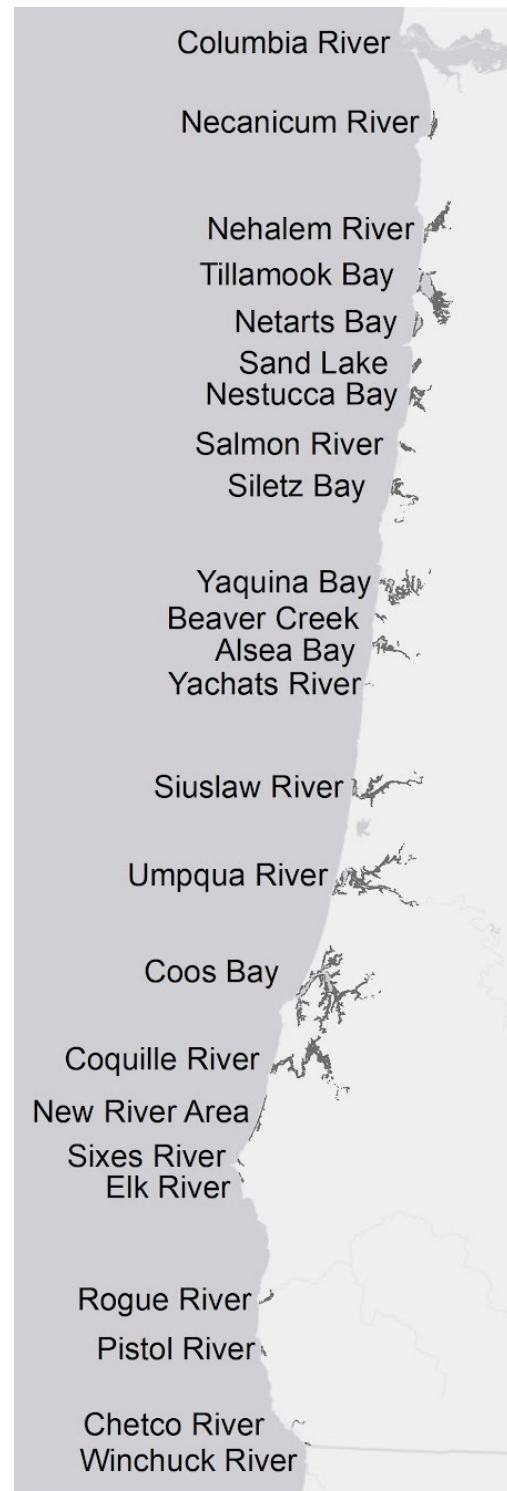 Columbia River
Necanicum River
Nehalem River
Tillamook Bay
Netarts Bay
Sand Lake
Nestucca Bay
Salmon River
Siletz Bay
Yaquina Bay
Beaver Creek
Alsea Bay
Yachats River
Siuslaw River
Umpqua River
Coos Bay
Coquille River
New River Area
Sixes River
Elk River
Rogue River
Pistol River
Chetco River
Winchuck River